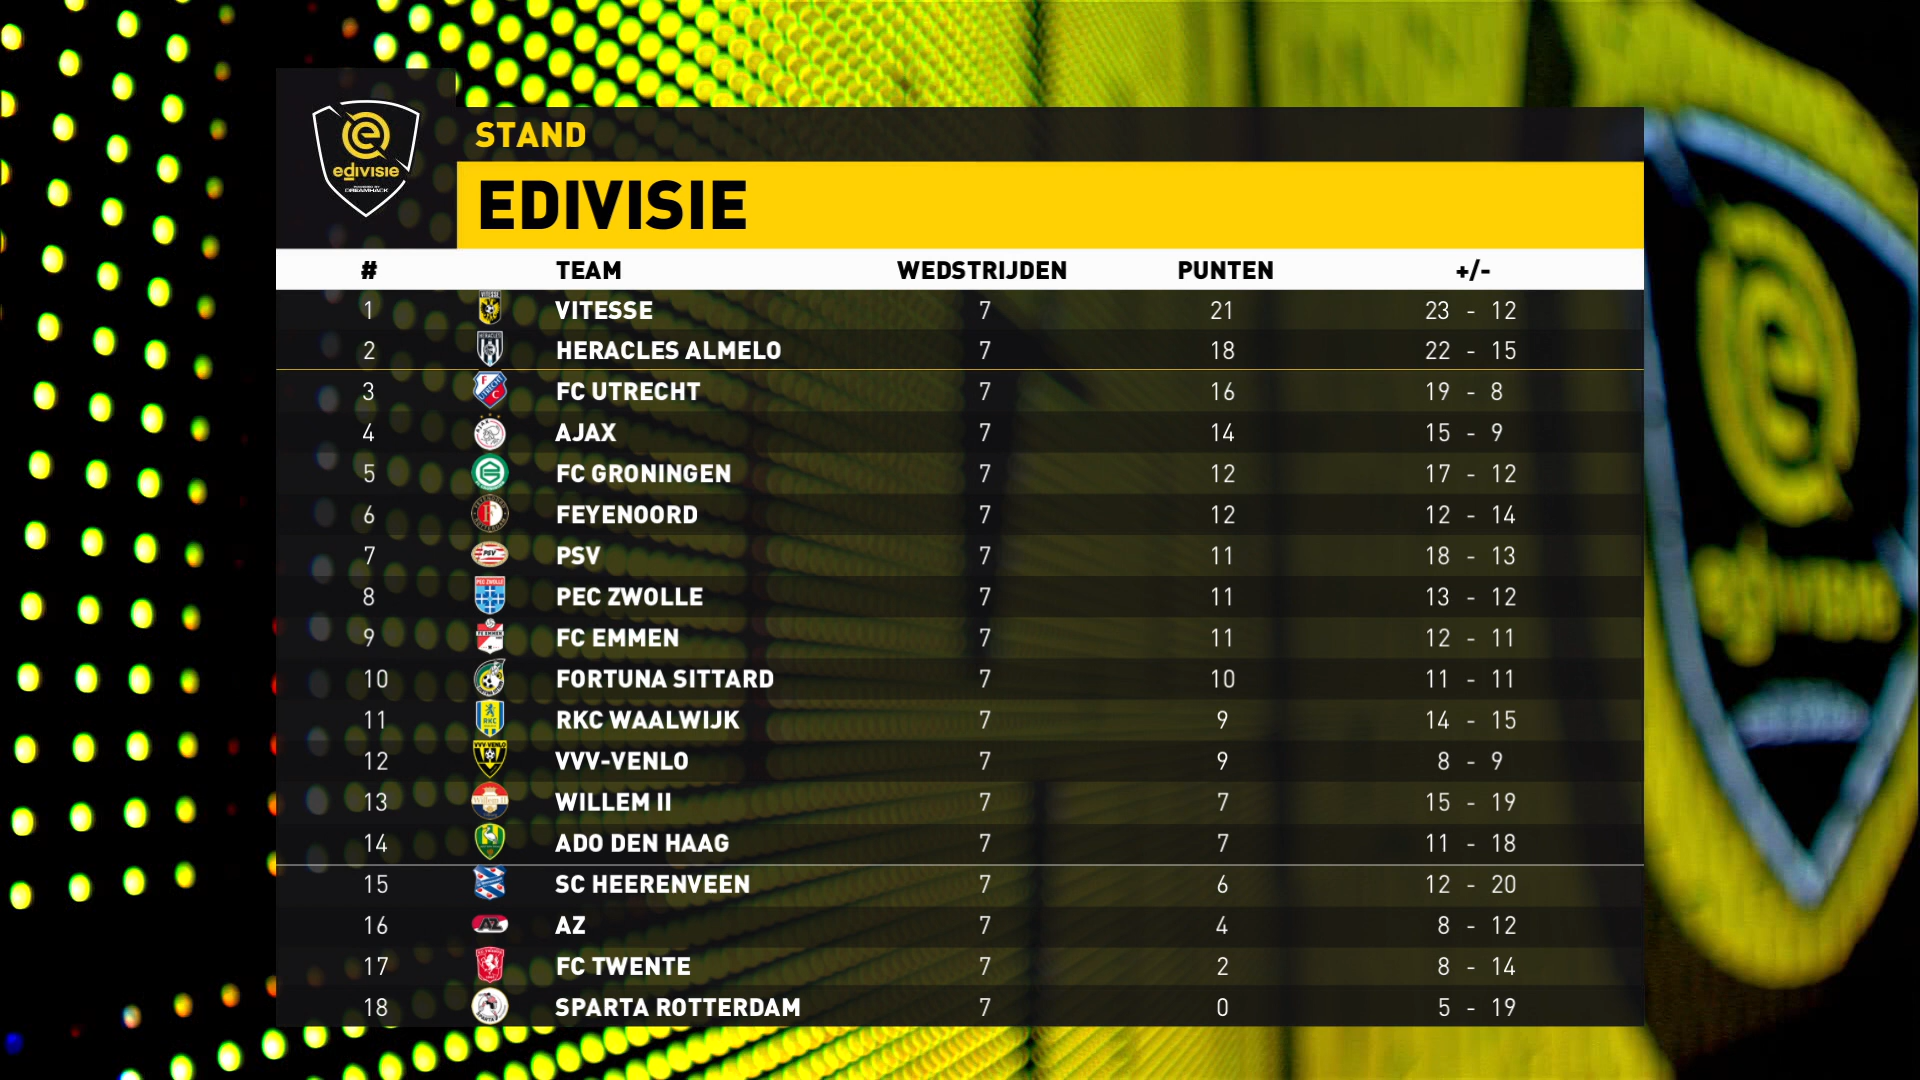 edivisie
POWERED BY
DREAMHACK
STAND
EDIVISIE
# TEAM WEDSTRIJDEN PUNTEN +/-
1 VITESSE 7 21 23 - 12
2 HERACLES ALMELO 7 18 22 - 15
3 FC UTRECHT 7 16 19 - 8
4 AJAX 7 14 15 - 9
5 FC GRONINGEN 7 12 17 - 12
6 FEYENOORD 7 12 12 - 14
7 PSV 7 11 18 - 13
8 PEC ZWOLLE 7 11 13 - 12
9 FC EMMEN 7 11 12 - 11
10 FORTUNA SITTARD 7 10 11 - 11
11 RKC WAALWIJK 7 9 14 - 15
12 VVV-VENLO 7 9 8 - 9
13 WILLEM II 7 7 15 - 19
14 ADO DEN HAAG 7 7 11 - 18
15 SC HEERENVEEN 7 6 12 - 20
16 AZ 7 4 8 - 12
17 FC TWENTE 7 2 8 - 14
18 SPARTA ROTTERDAM 7 0 5 - 19
edivisie